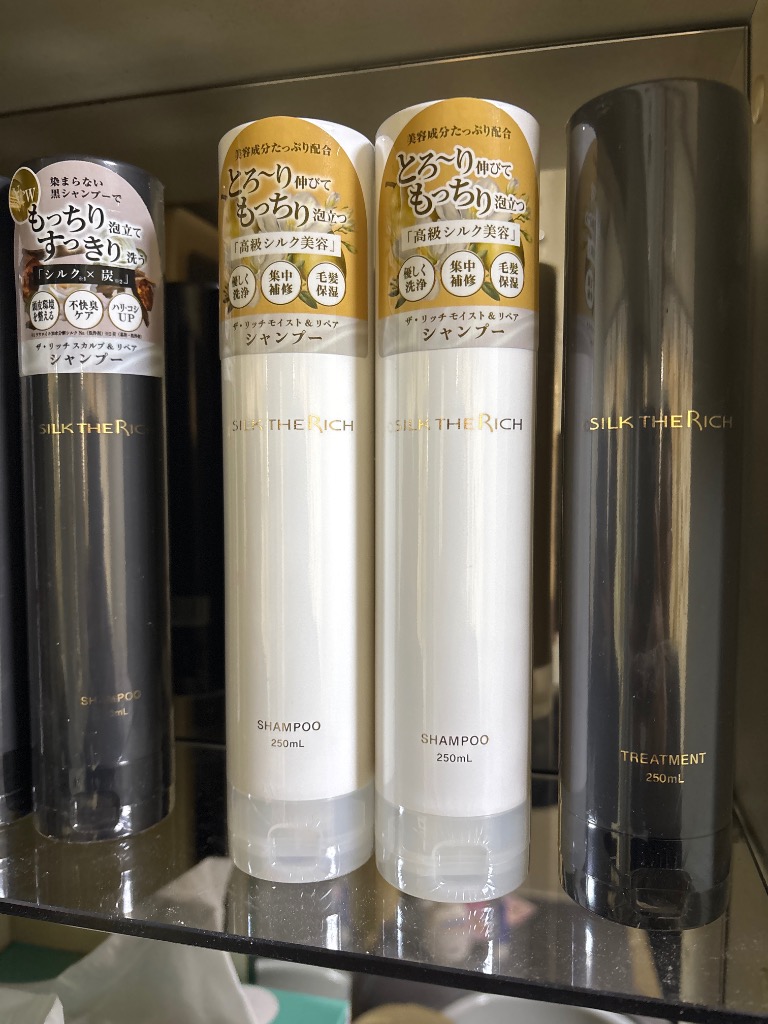 NEW
染まらない
黒シャンプーで
もっちり泡立て
すっきり洗う
「シルク※1×炭※2」
頭皮環境
を整える
不快臭
ケア
ハリ・コシ
UP
ザ・リッチ スカルプ&リペア
シャンプー
SILK THE RIC
SHAMPOO
mL
美容成分たっぷり配合
とろ〜り伸びて
もっちり泡立つ
「高級シルク美容」
優しく
洗浄
集中
補修
毛髪
保湿
ザ・リッチ モイスト&リペア
シャンプー
SILK THE RICH
SHAMPOO
250mL
美容成分たっぷり配合
とろ〜り伸びて
もっちり泡立つ
「高級シルク美容」
優しく
洗浄
集中
補修
毛髪
保湿
ザ・リッチ モイスト&リペア
シャンプー
SILK THE RICH
SHAMPOO
250mL
SILK THE RICH
TREATMENT
250mL